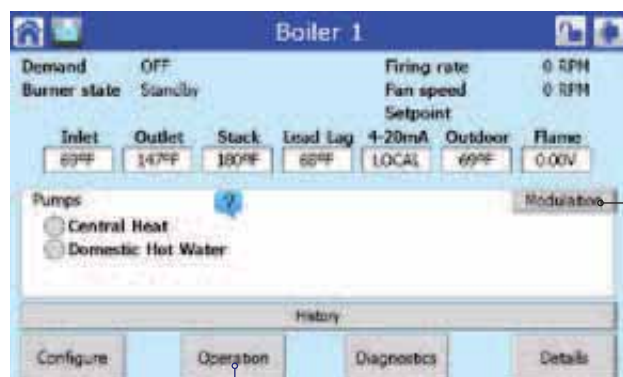 Boiler 1
Demand OFF Firing rate 0 RPM
Burner state Standby Fan speed 0 RPM
Setpoint
Inlet Outlet Stack Lead Lag 4-20mA Outdoor Flame
69°F 147°F 180°F 68°F LOCAL 69°F 0.00V
Pumps ? Modulation
Central Heat
Domestic Hot Water
History
Configure Operation Diagnostics Details